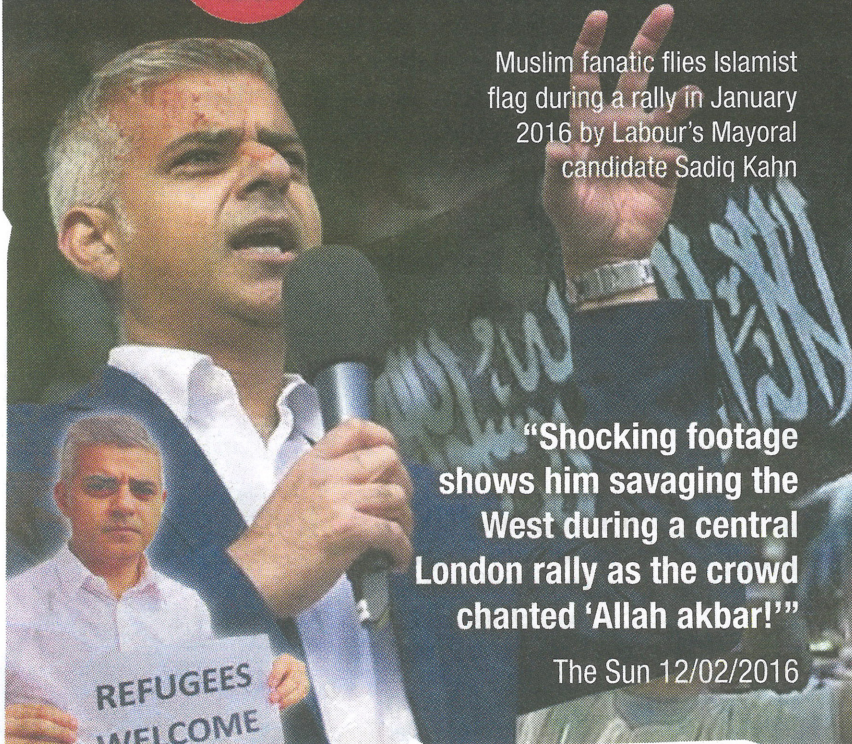 Muslim fanatic flies Islamist
flag during a rally in January
2016 by Labour’s Mayoral
candidate Sadiq Kahn
“Shocking footage
shows him savaging the
West during a central
London rally as the crowd
chanted ‘Allah akbar!’”
The Sun 12/02/2016
REFUGEES
WELCOME